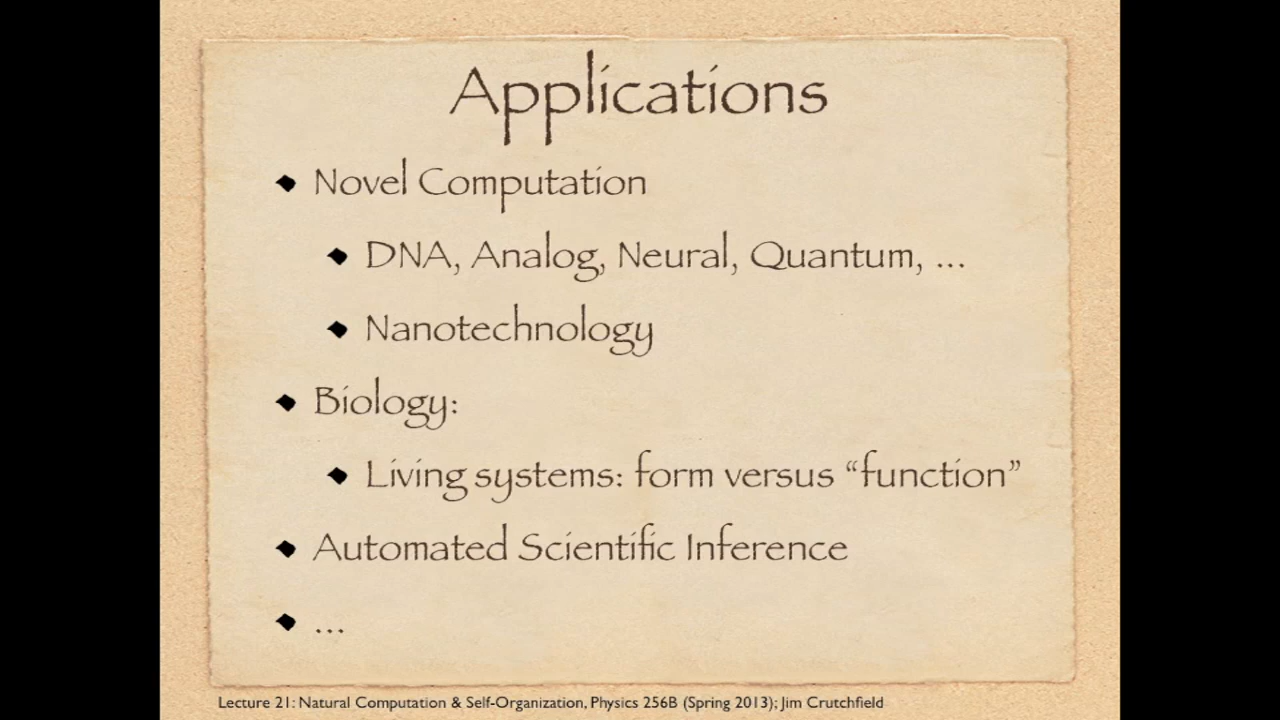 Applications
Novel Computation
DNA, Analog, Neural, Quantum, ...
Nanotechnology
Biology:
Living systems: form versus “function”
Automated Scientific Inference
...
Lecture 21: Natural Computation & Self-Organization, Physics 256B (Spring 2013); Jim Crutchfield